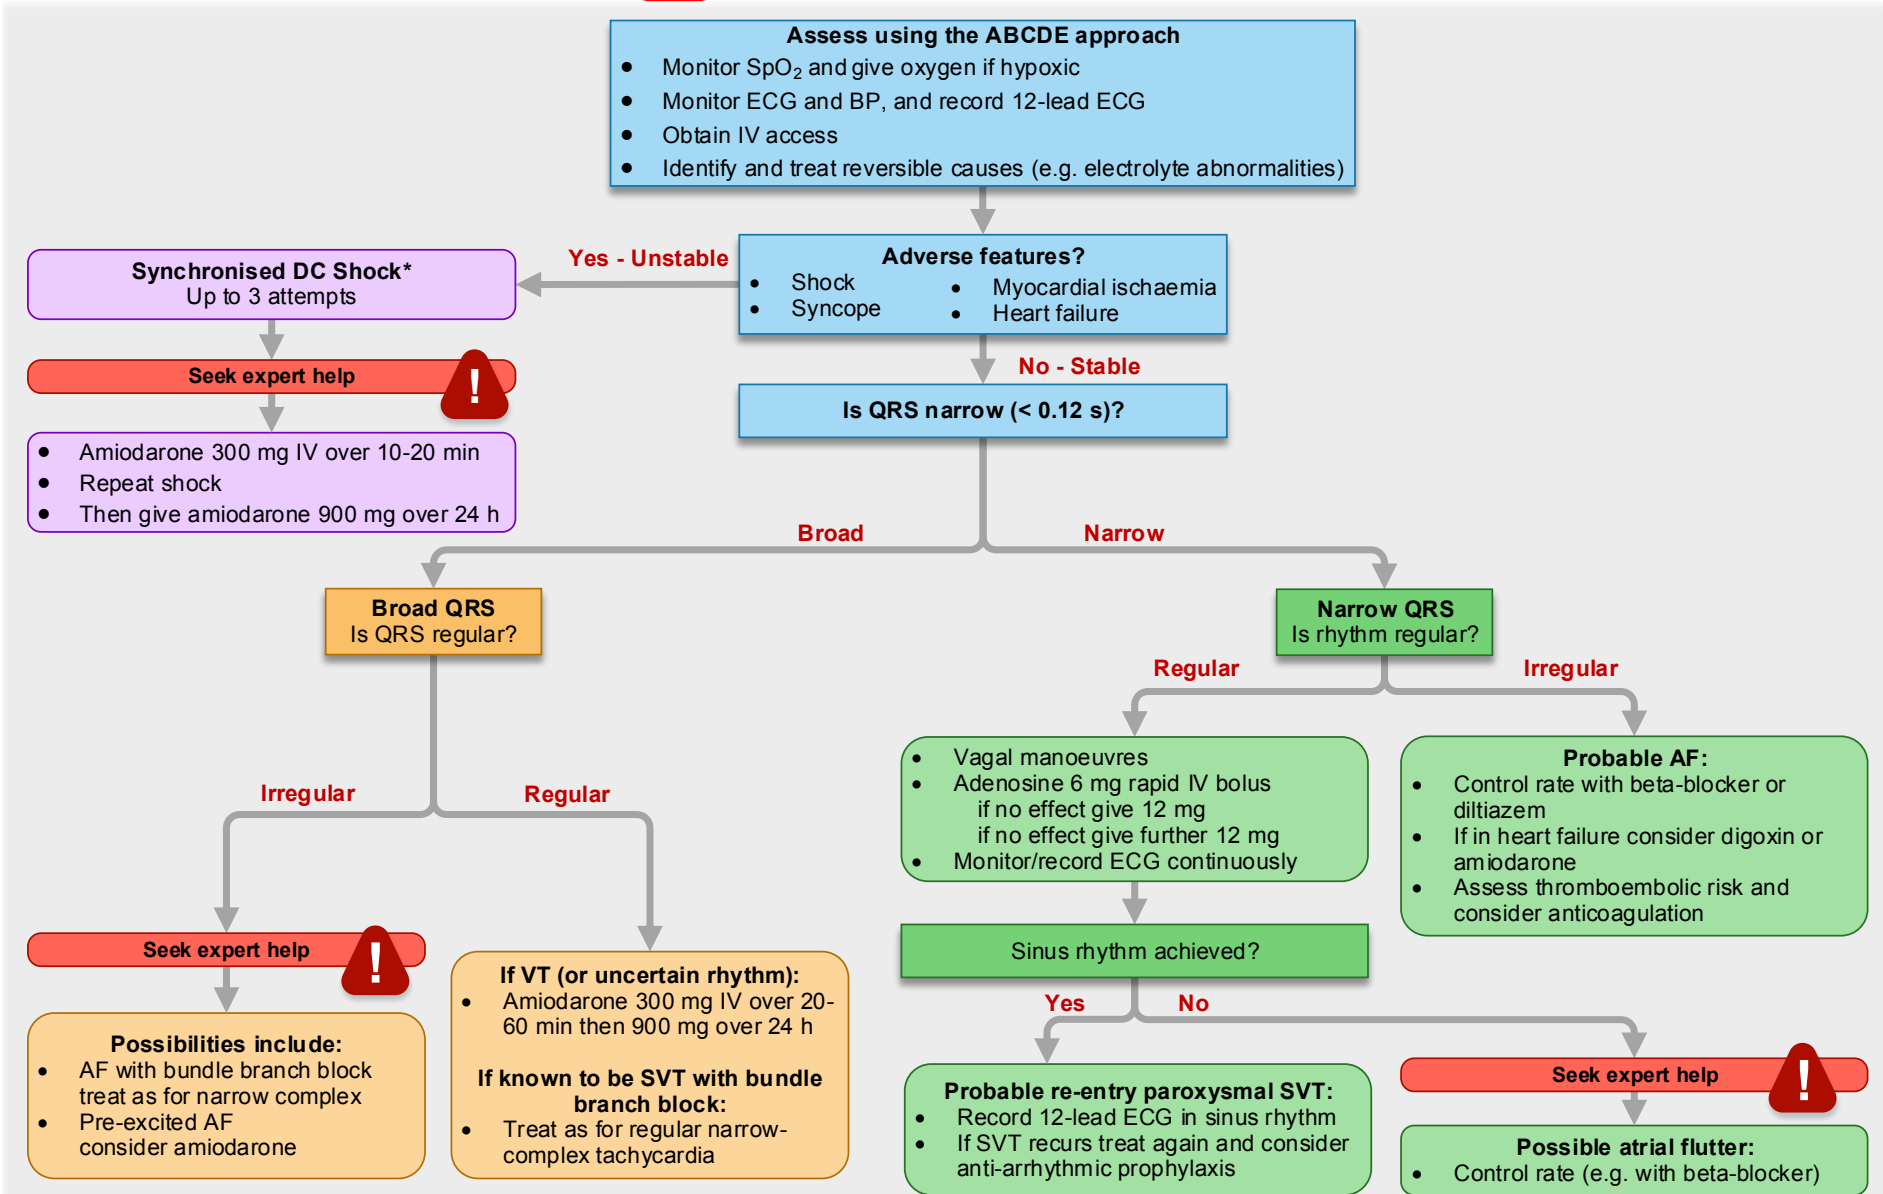 Assess using the ABCDE approach
• Monitor SpO₂ and give oxygen if hypoxic
• Monitor ECG and BP, and record 12-lead ECG
• Obtain IV access
• Identify and treat reversible causes (e.g. electrolyte abnormalities)
Adverse features?
• Shock
• Syncope
• Myocardial ischaemia
• Heart failure
Yes - Unstable
Synchronised DC Shock*
Up to 3 attempts
Seek expert help
!
• Amiodarone 300 mg IV over 10-20 min
• Repeat shock
• Then give amiodarone 900 mg over 24 h
No - Stable
Is QRS narrow (< 0.12 s)?
Broad
Narrow
Broad QRS
Is QRS regular?
Narrow QRS
Is rhythm regular?
Irregular
Regular
Seek expert help
!
Possibilities include:
• AF with bundle branch block
treat as for narrow complex
• Pre-excited AF
consider amiodarone
If VT (or uncertain rhythm):
• Amiodarone 300 mg IV over 20-
60 min then 900 mg over 24 h
If known to be SVT with bundle
branch block:
• Treat as for regular narrow-
complex tachycardia
Regular
Irregular
• Vagal manoeuvres
• Adenosine 6 mg rapid IV bolus
if no effect give 12 mg
if no effect give further 12 mg
• Monitor/record ECG continuously
Probable AF:
• Control rate with beta-blocker or
diltiazem
• If in heart failure consider digoxin or
amiodarone
• Assess thromboembolic risk and
consider anticoagulation
Sinus rhythm achieved?
Yes
No
Probable re-entry paroxysmal SVT:
• Record 12-lead ECG in sinus rhythm
• If SVT recurs treat again and consider
anti-arrhythmic prophylaxis
Seek expert help
!
Possible atrial flutter:
• Control rate (e.g. with beta-blocker)